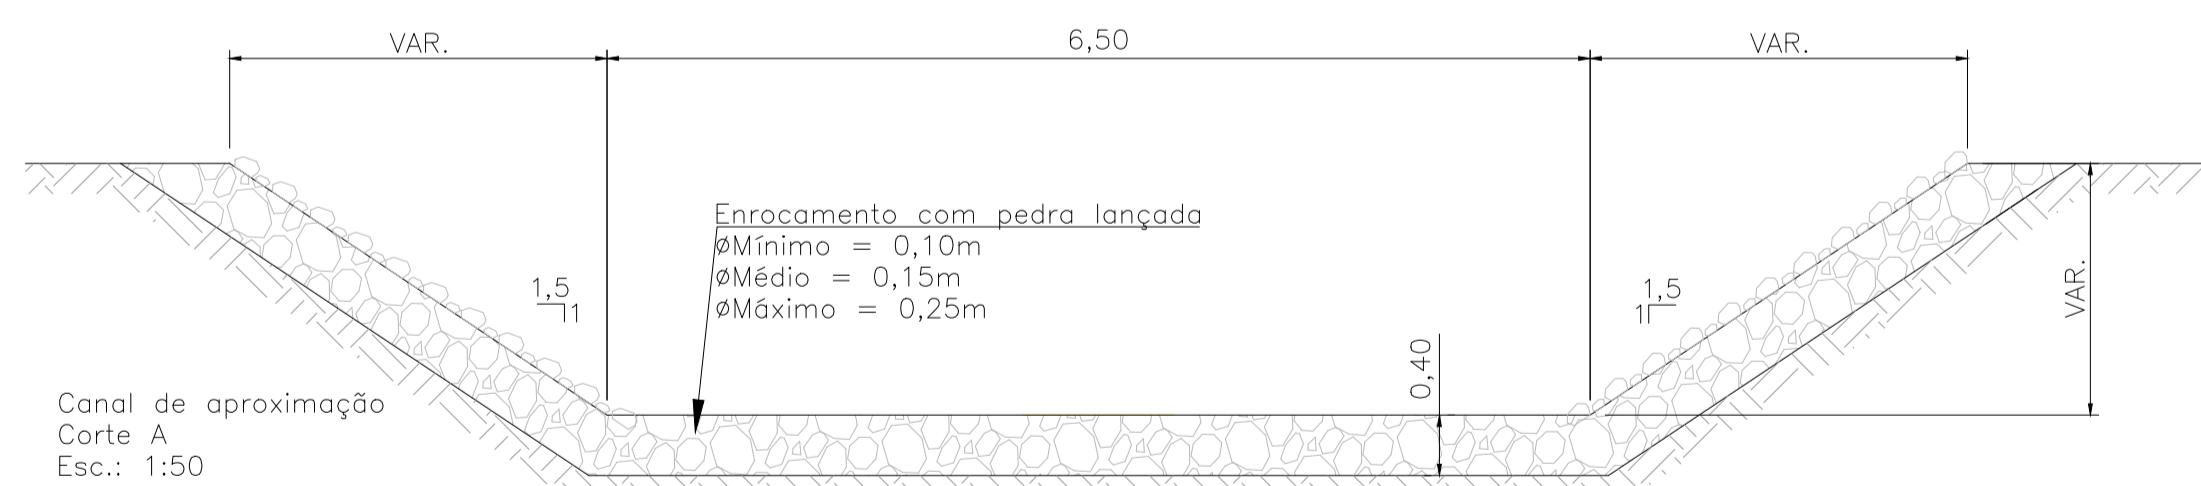 VAR.
6,50
VAR.
Enrocamento com pedra lançada
øMínimo = 0,10m
øMédio = 0,15m
øMáximo = 0,25m
1,5
1
1,5
1
VAR.
0,40
Canal de aproximação
Corte A
Esc.: 1:50